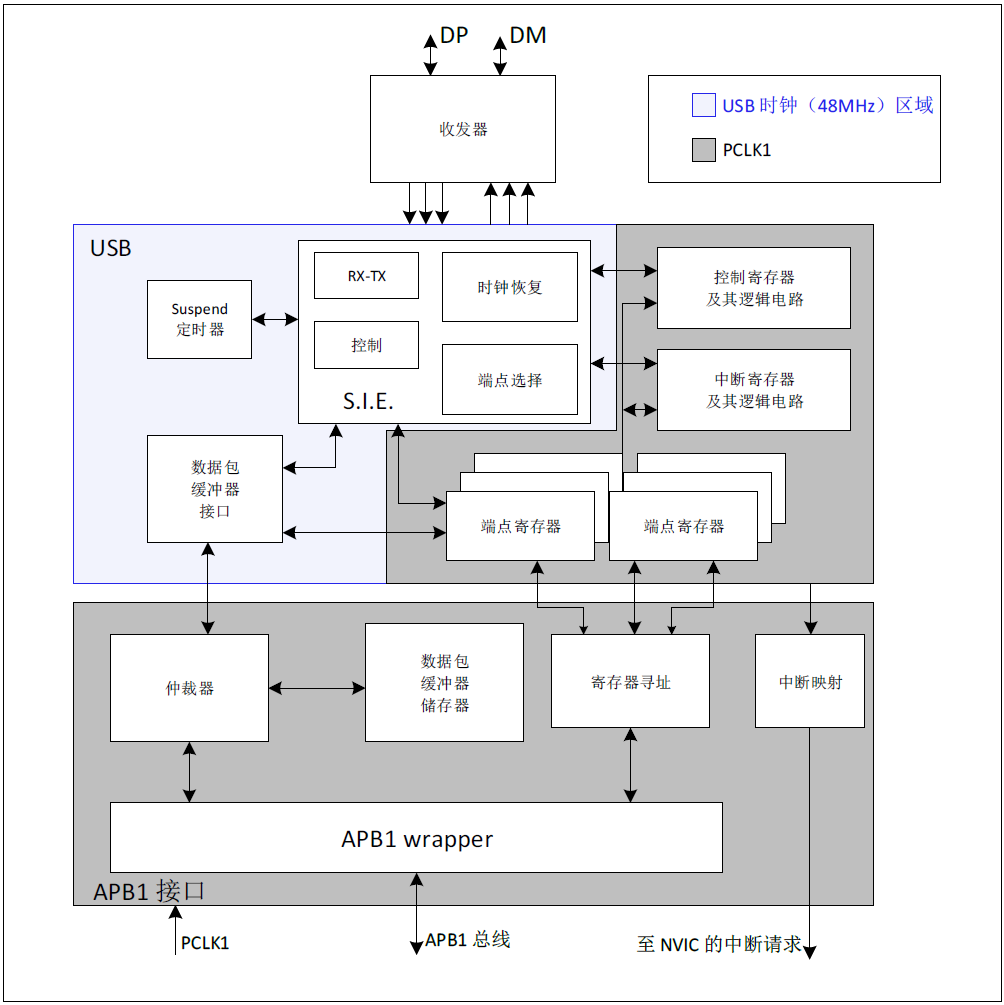 DP
DM
收发器
USB 时钟（48MHz）区域
PCLK1
USB
RX-TX
时钟恢复
控制寄存器
及其逻辑电路
Suspend
定时器
控制
端点选择
S.I.E.
中断寄存器
及其逻辑电路
数据包
缓冲器
接口
端点寄存器
端点寄存器
仲裁器
数据包
缓冲器
储存器
寄存器寻址
中断映射
APB1 wrapper
APB1 接口
PCLK1
APB1 总线
至 NVIC 的中断请求